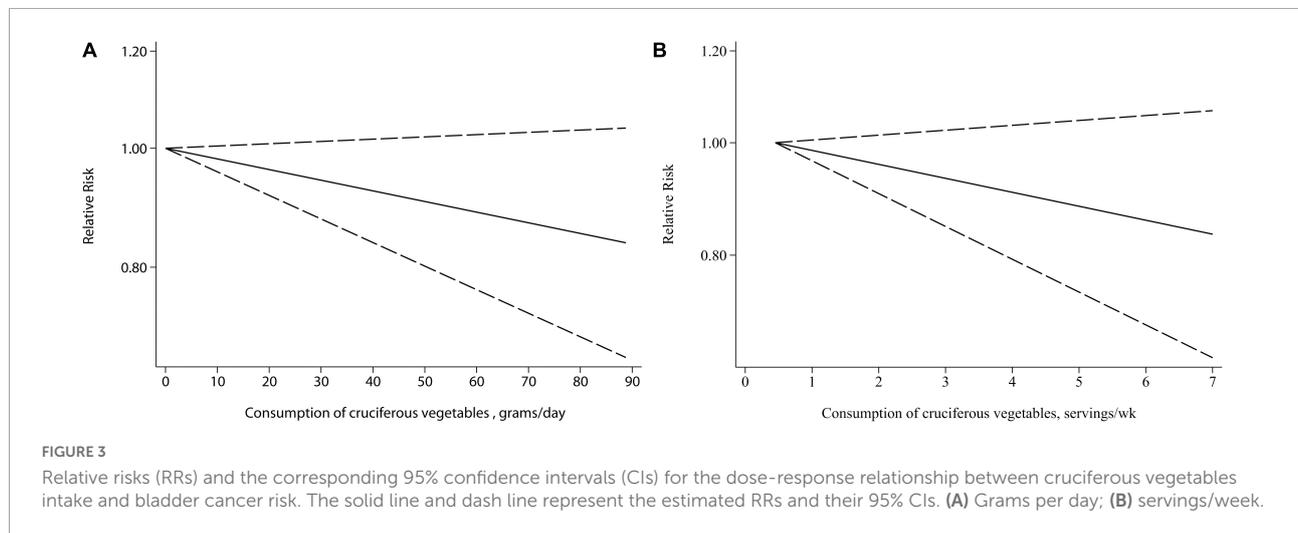 A
1.20
1.00
0.80
Relative Risk
0 10 20 30 40 50 60 70 80 90
Consumption of cruciferous vegetables , grams/day
B
1.20
1.00
0.80
Relative Risk
0 1 2 3 4 5 6 7
Consumption of cruciferous vegetables, servings/wk
FIGURE 3
Relative risks (RRs) and the corresponding 95% confidence intervals (CIs) for the dose-response relationship between cruciferous vegetables
intake and bladder cancer risk. The solid line and dash line represent the estimated RRs and their 95% CIs. (A) Grams per day; (B) servings/week.